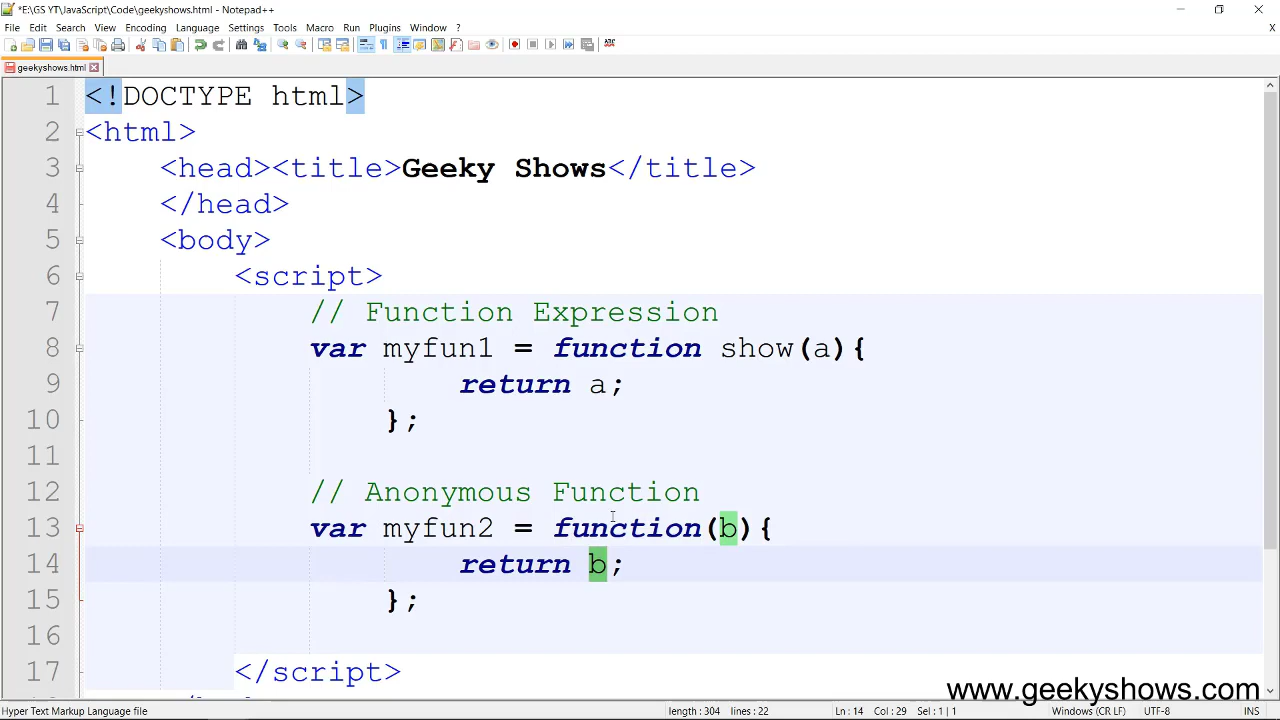 *E:\GS YT\JavaScript\Code\geekyshows.html - Notepad++
File Edit Search View Encoding Language Settings Tools Macro Run Plugins Window ?
X
geekyshows.html
1 <!DOCTYPE html>
2 <html>
3 <head><title>Geeky Shows</title>
4 </head>
5 <body>
6 <script>
7 // Function Expression
8 var myfun1 = function show(a){
9 return a;
10 };
11
12 // Anonymous Function
13 var myfun2 = function(b){
14 return b;
15 };
16
17 </script>
www.geekyshows.com
Hyper Text Markup Language file length : 304 lines : 22 Ln : 14 Col : 29 Sel : 1 | 1 Windows (CR LF) UTF-8 INS